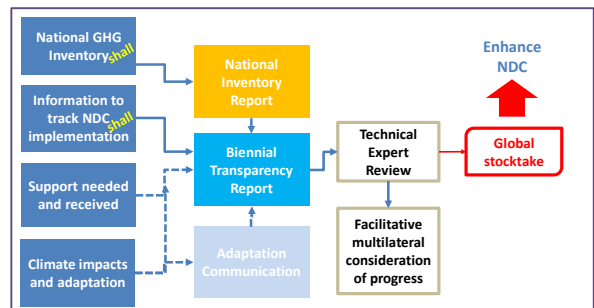 National GHG
Inventory
shall
Information to
track NDC
implementation
shall
Support needed
and received
Climate impacts
and adaptation
National
Inventory
Report
Biennial
Transparency
Report
Adaptation
Communication
Technical
Expert
Review
Facilitative
multilateral
consideration
of progress
Enhance
NDC
Global
stocktake